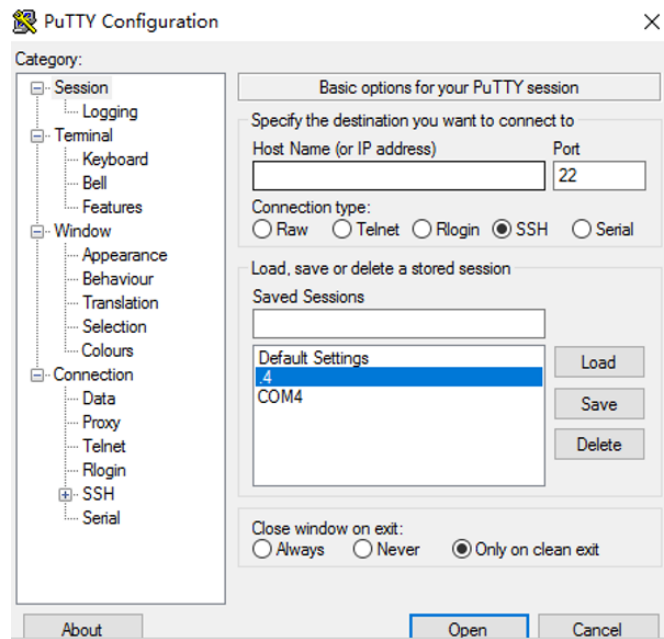 PuTTY Configuration
Category:
Session
Logging
Terminal
Keyboard
Bell
Features
Window
Appearance
Behaviour
Translation
Selection
Colours
Connection
Data
Proxy
Telnet
Rlogin
SSH
Serial
Basic options for your PuTTY session
Specify the destination you want to connect to
Host Name (or IP address) Port
22
Connection type:
Raw Telnet Rlogin SSH Serial
Load, save or delete a stored session
Saved Sessions
Default Settings
.4
COM4
Load
Save
Delete
Close window on exit:
Always Never Only on clean exit
About Open Cancel